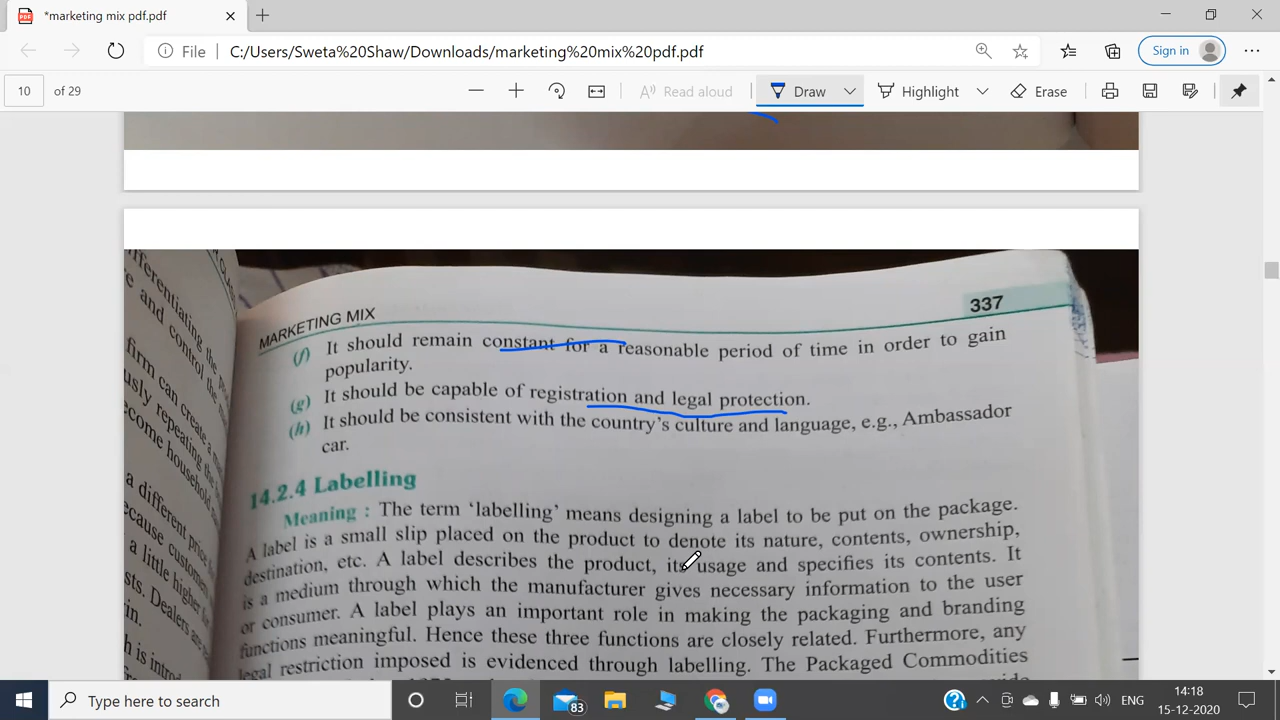 *marketing mix pdf.pdf
File C:/Users/Sweta%20Shaw/Downloads/marketing%20mix%20pdf.pdf Sign in
10 of 29 Read aloud Draw Highlight Erase
MARKETING MIX 337
(f) It should remain constant for a reasonable period of time in order to gain
popularity.
(g) It should be capable of registration and legal protection.
(h) It should be consistent with the country's culture and language, e.g., Ambassador
car.
14.2.4 Labelling
Meaning : The term 'labelling' means designing a label to be put on the package.
A label is a small slip placed on the product to denote its nature, contents, ownership,
destination, etc. A label describes the product, its usage and specifies its contents. It
is a medium through which the manufacturer gives necessary information to the user
or consumer. A label plays an important role in making the packaging and branding
functions meaningful. Hence these three functions are closely related. Furthermore, any
legal restriction imposed is evidenced through labelling. The Packaged Commodities
Type here to search 83 ENG 14:18
15-12-2020